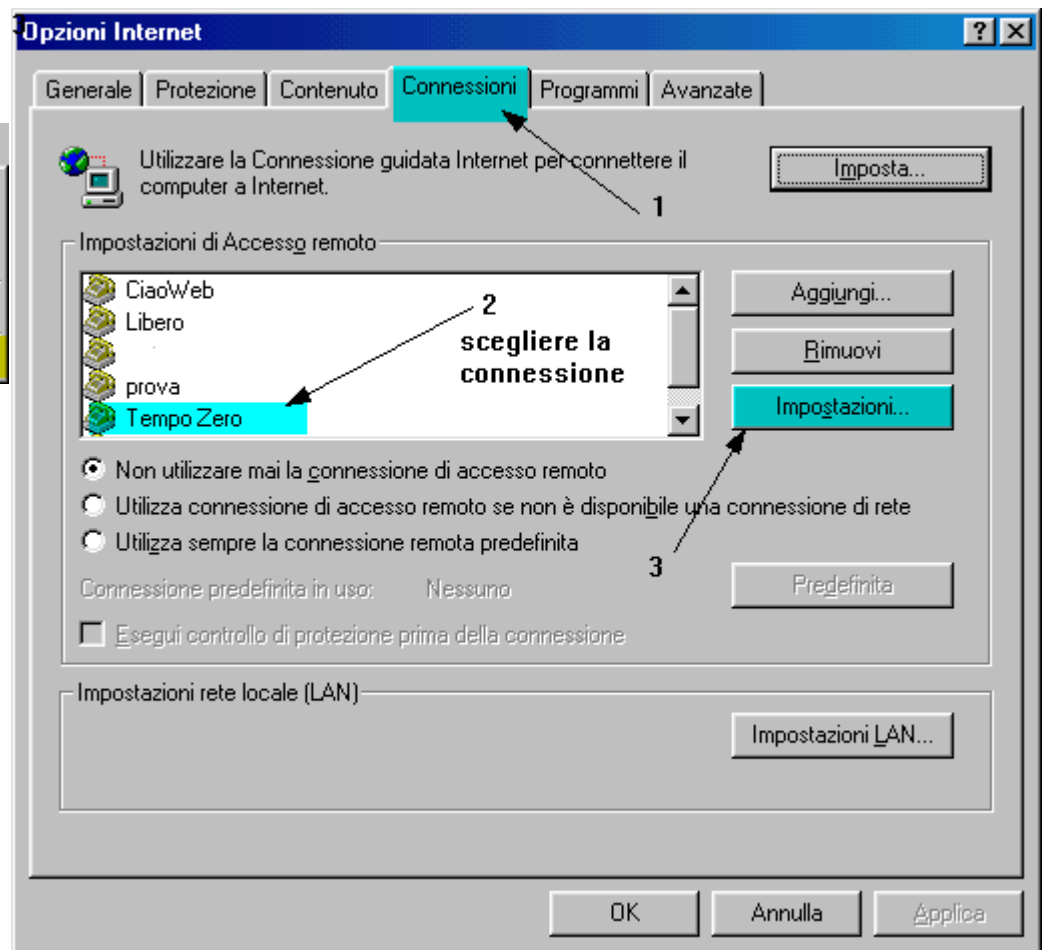 Opzioni Internet
Generale Protezione Contenuto Connessioni Programmi Avanzate
Utilizzare la Connessione guidata Internet per connettere il
computer a Internet.
Imposta...
1
Impostazioni di Accesso remoto
CiaoWeb
Libero
prova
Tempo Zero
2
scegliere la
connessione
Aggiungi...
Rimuovi
Impostazioni...
3
Non utilizzare mai la connessione di accesso remoto
Utilizza connessione di accesso remoto se non è disponibile una connessione di rete
Utilizza sempre la connessione remota predefinita
Connessione predefinita in uso: Nessuno
Predefinita
Esegui controllo di protezione prima della connessione
Impostazioni rete locale (LAN)
Impostazioni LAN...
OK Annulla Applica